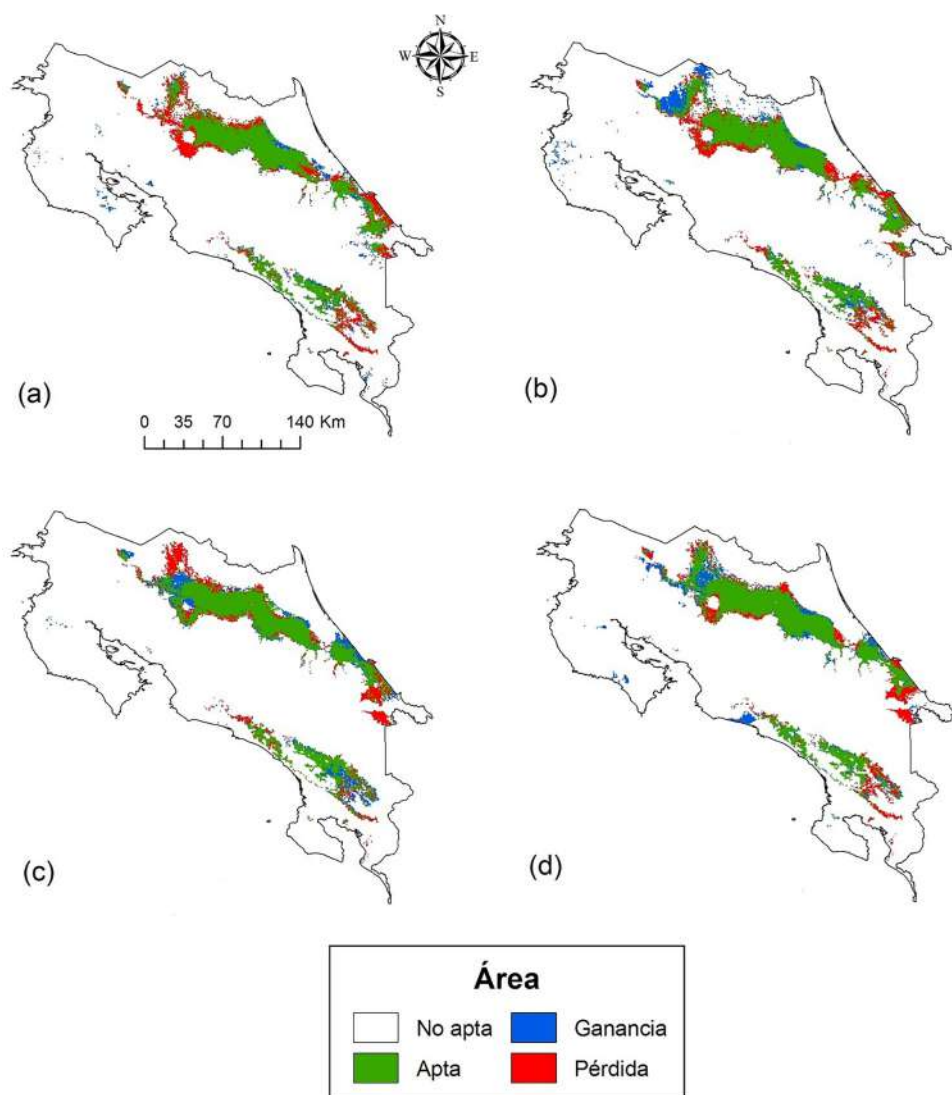 N
W E
S
(a)
(b)
0 35 70 140 Km
(c)
(d)
Área
No apta
Ganancia
Apta
Pérdida